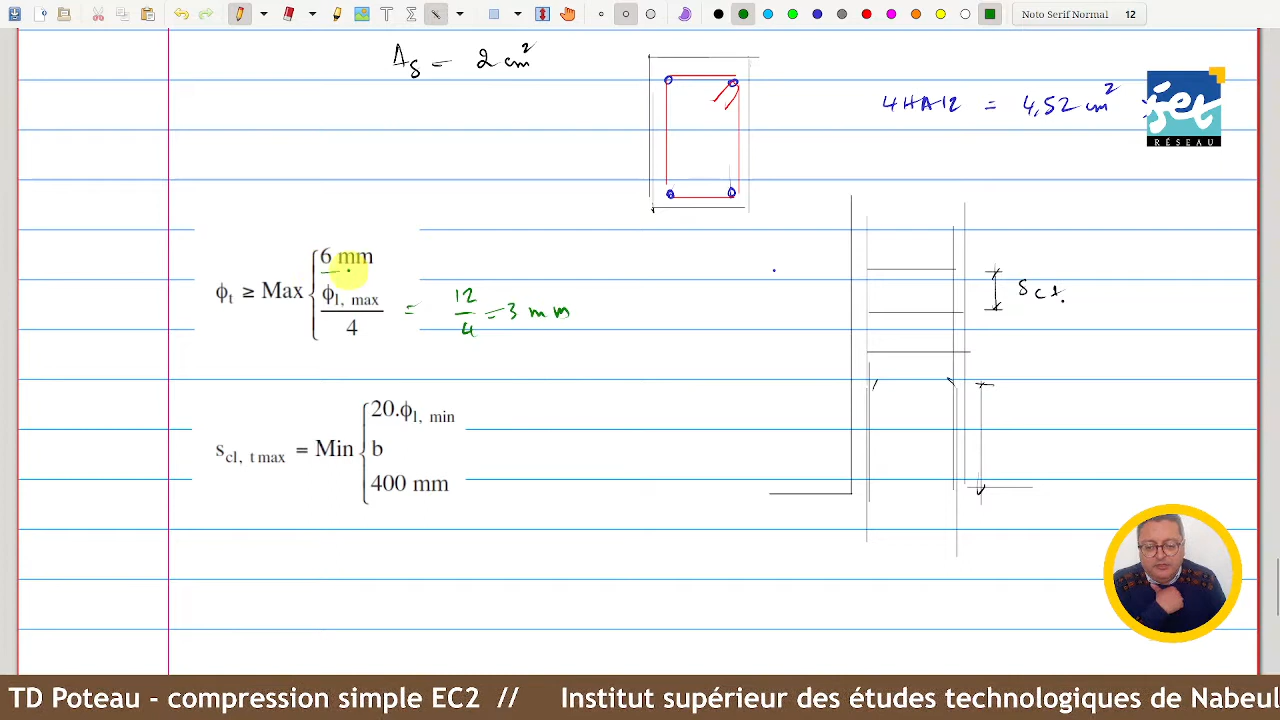 Noto Serif Normal 12
As = 2 cm²
4HA12 = 4,52 cm²
iset
RÉSEAU
ϕt ≥ Max { 6 mm
ϕl, max / 4 = 12/4 = 3 mm
scl.
scl, t max = Min { 20.ϕl, min
b
400 mm
TD Poteau - compression simple EC2 // Institut supérieur des études technologiques de Nabeul